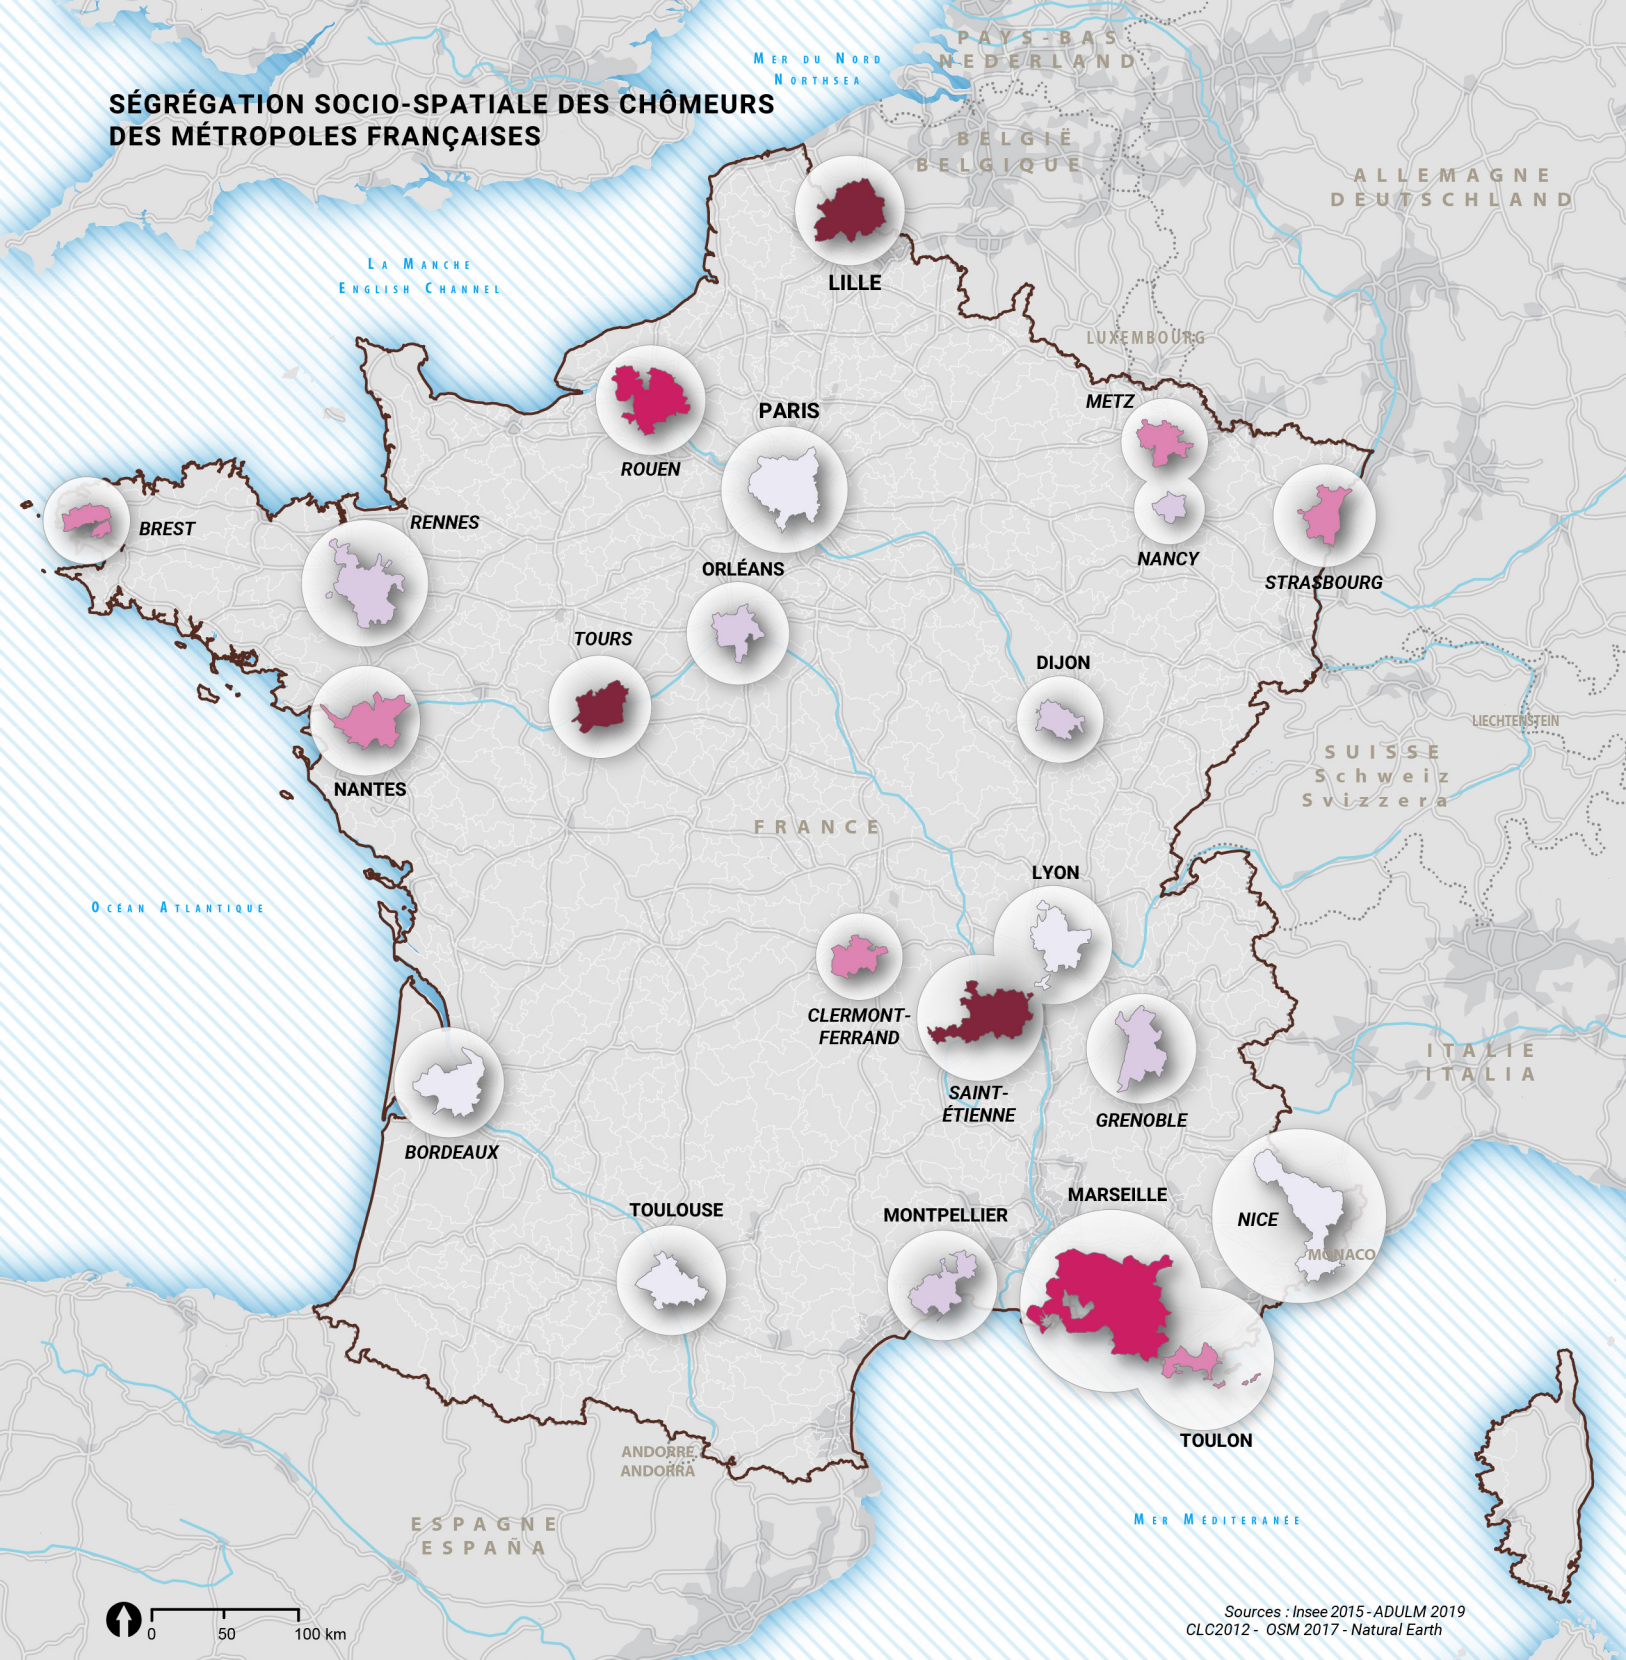 MER DU NORD
NORTHSEA
PAYS-BAS
NEDERLAND
SÉGRÉGATION SOCIO-SPATIALE DES CHÔMEURS
DES MÉTROPOLES FRANÇAISES
BELGIË
BELGIQUE
ALLEMAGNE
DEUTSCHLAND
LA MANCHE
ENGLISH CHANNEL
LILLE
LUXEMBOURG
METZ
PARIS
ROUEN
RENNES
BREST
NANCY
ORLÉANS
STRASBOURG
TOURS
DIJON
LIECHTENSTEIN
SUISSE
Schweiz
Svizzera
NANTES
FRANCE
LYON
OCÉAN ATLANTIQUE
CLERMONT-
FERRAND
ITALIE
ITALIA
SAINT-
ÉTIENNE
GRENOBLE
BORDEAUX
MARSEILLE
TOULOUSE
MONTPELLIER
NICE
MONACO
TOULON
ANDORRE
ANDORRA
MER MÉDITERANÉE
ESPAGNE
ESPAÑA
0 50 100 km
Sources : Insee 2015 - ADULM 2019
CLC2012 - OSM 2017 - Natural Earth